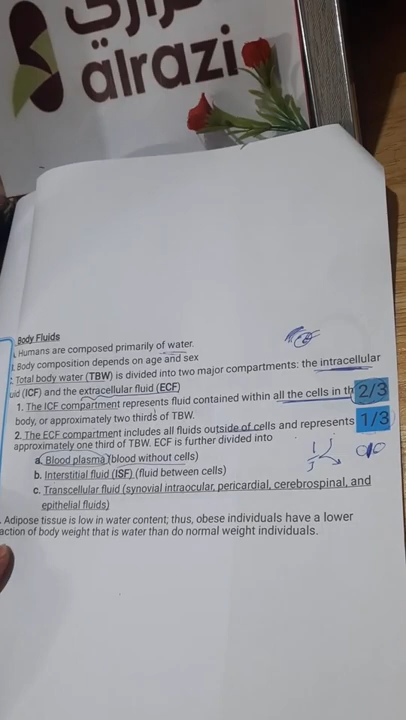 الرازي
alrazi
Body Fluids
Humans are composed primarily of water.
Body composition depends on age and sex
Total body water (TBW) is divided into two major compartments: the intracellular
uid (ICF) and the extracellular fluid (ECF)
1. The ICF compartment represents fluid contained within all the cells in th 2/3
body, or approximately two thirds of TBW.
2. The ECF compartment includes all fluids outside of cells and represents 1/3
approximately one third of TBW. ECF is further divided into
a. Blood plasma (blood without cells)
b. Interstitial fluid (ISF) (fluid between cells)
c. Transcellular fluid (synovial intraocular, pericardial, cerebrospinal, and
epithelial fluids)
. Adipose tissue is low in water content; thus, obese individuals have a lower
action of body weight that is water than do normal weight individuals.